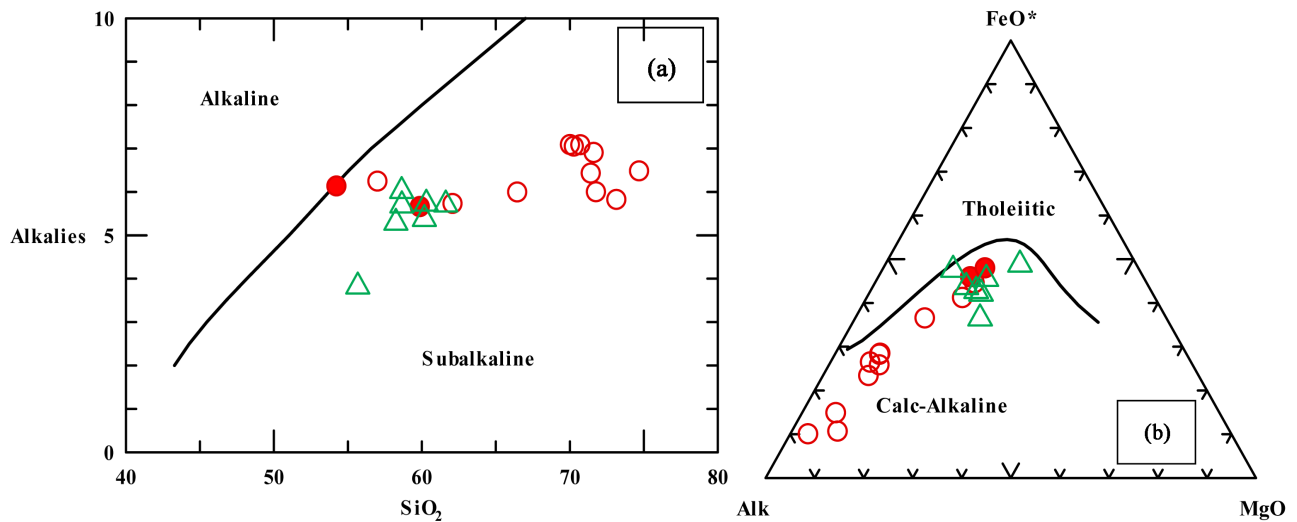 10
(a)
Alkaline
Alkalies
5
Subalkaline
0
40
50
60
70
80
SiO₂
FeO*
Tholeiitic
Calc-Alkaline
(b)
Alk
MgO